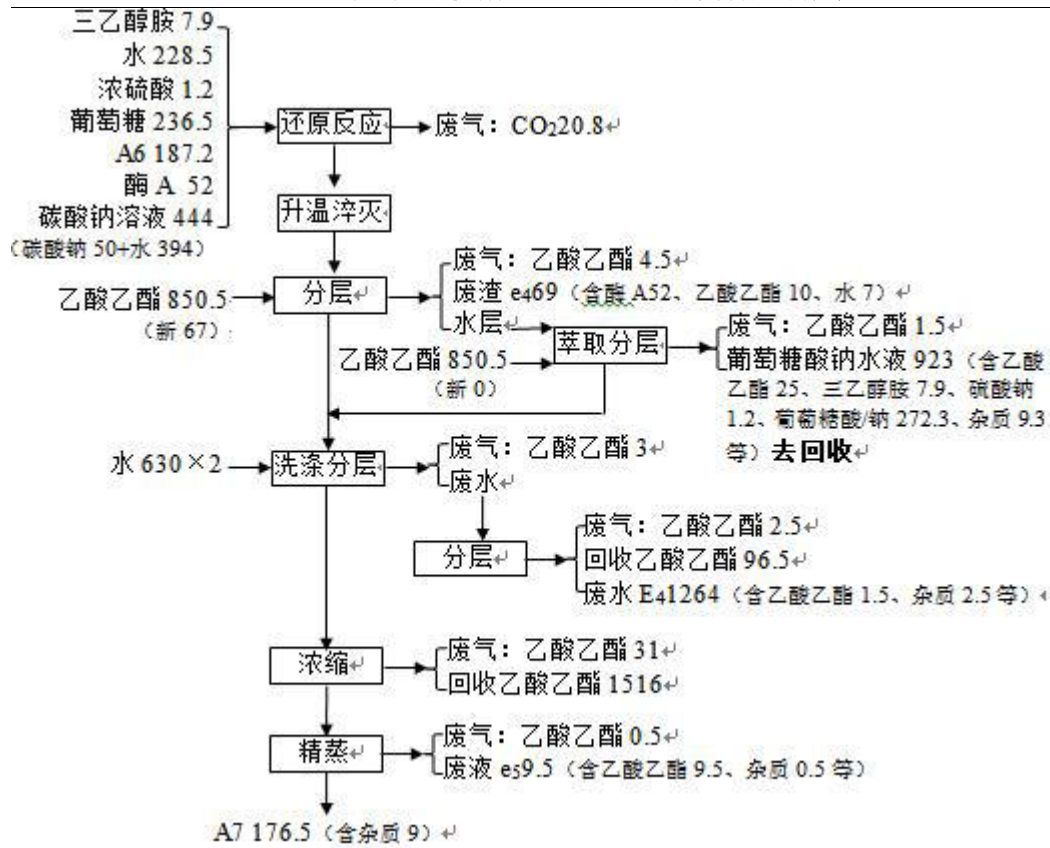 三乙醇胺 7.9
水 228.5
浓硫酸 1.2
葡萄糖 236.5
A6 187.2
酶 A 52
碳酸钠溶液 444
（碳酸钠 50+水 394）
还原反应
废气：CO₂20.8↵
升温淬灭
乙酸乙酯 850.5
（新 67）
分层↵
废气：乙酸乙酯 4.5↵
废渣 e₄69（含酶 A52、乙酸乙酯 10、水 7）↵
水层↵
乙酸乙酯 850.5
（新 0）
萃取分层
废气：乙酸乙酯 1.5↵
葡萄糖酸钠水液 923（含乙酸
乙酯 25、三乙醇胺 7.9、硫酸钠
1.2、葡萄糖酸/钠 272.3、杂质 9.3
等）去回收↵
水 630×2
洗涤分层
废气：乙酸乙酯 3↵
废水
分层↵
废气：乙酸乙酯 2.5↵
回收乙酸乙酯 96.5↵
废水 E₄1264（含乙酸乙酯 1.5、杂质 2.5 等）↵
浓缩↵
废气：乙酸乙酯 31↵
回收乙酸乙酯 1516↵
精蒸↵
废气：乙酸乙酯 0.5↵
废液 e₅9.5（含乙酸乙酯 9.5、杂质 0.5 等）
A7 176.5（含杂质 9）↵